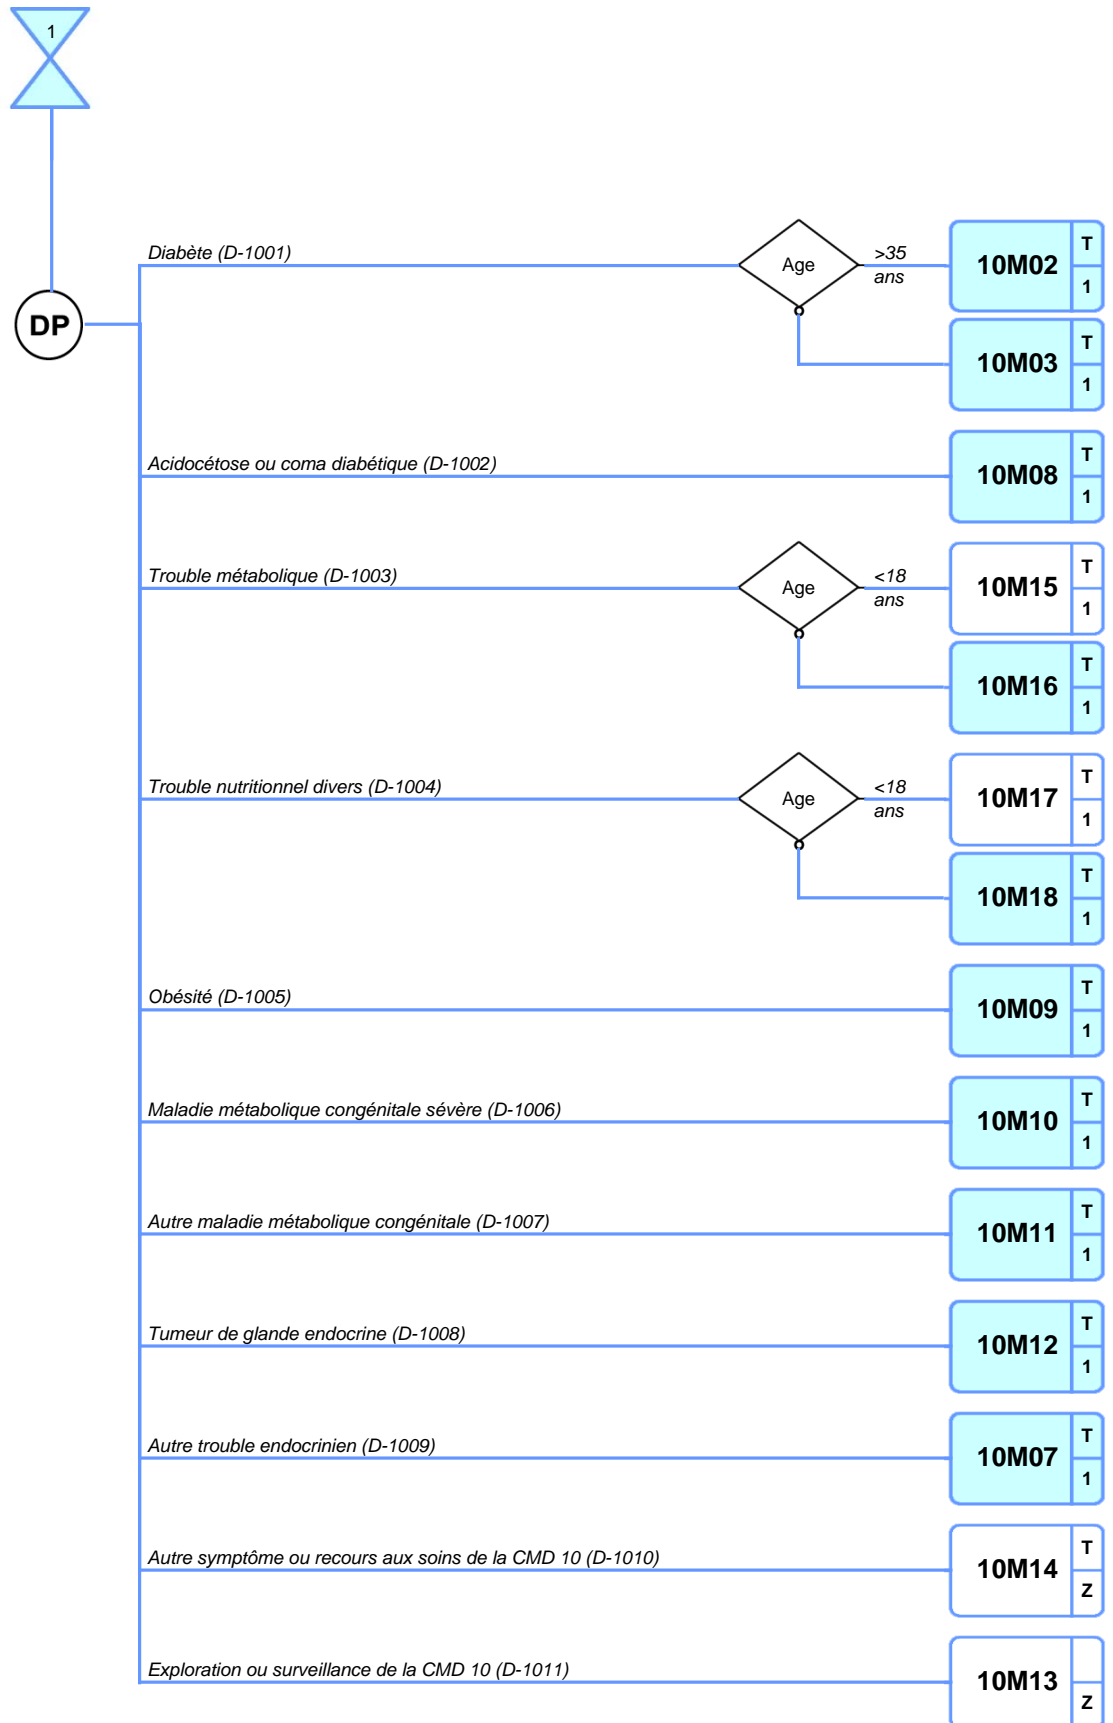 1
DP
Diabète (D-1001)
Age
>35
ans
10M02
T
1
10M03
T
1
Acidocétose ou coma diabétique (D-1002)
10M08
T
1
Trouble métabolique (D-1003)
Age
<18
ans
10M15
T
1
10M16
T
1
Trouble nutritionnel divers (D-1004)
Age
<18
ans
10M17
T
1
10M18
T
1
Obésité (D-1005)
10M09
T
1
Maladie métabolique congénitale sévère (D-1006)
10M10
T
1
Autre maladie métabolique congénitale (D-1007)
10M11
T
1
Tumeur de glande endocrine (D-1008)
10M12
T
1
Autre trouble endocrinien (D-1009)
10M07
T
1
Autre symptôme ou recours aux soins de la CMD 10 (D-1010)
10M14
T
Z
Exploration ou surveillance de la CMD 10 (D-1011)
10M13
Z